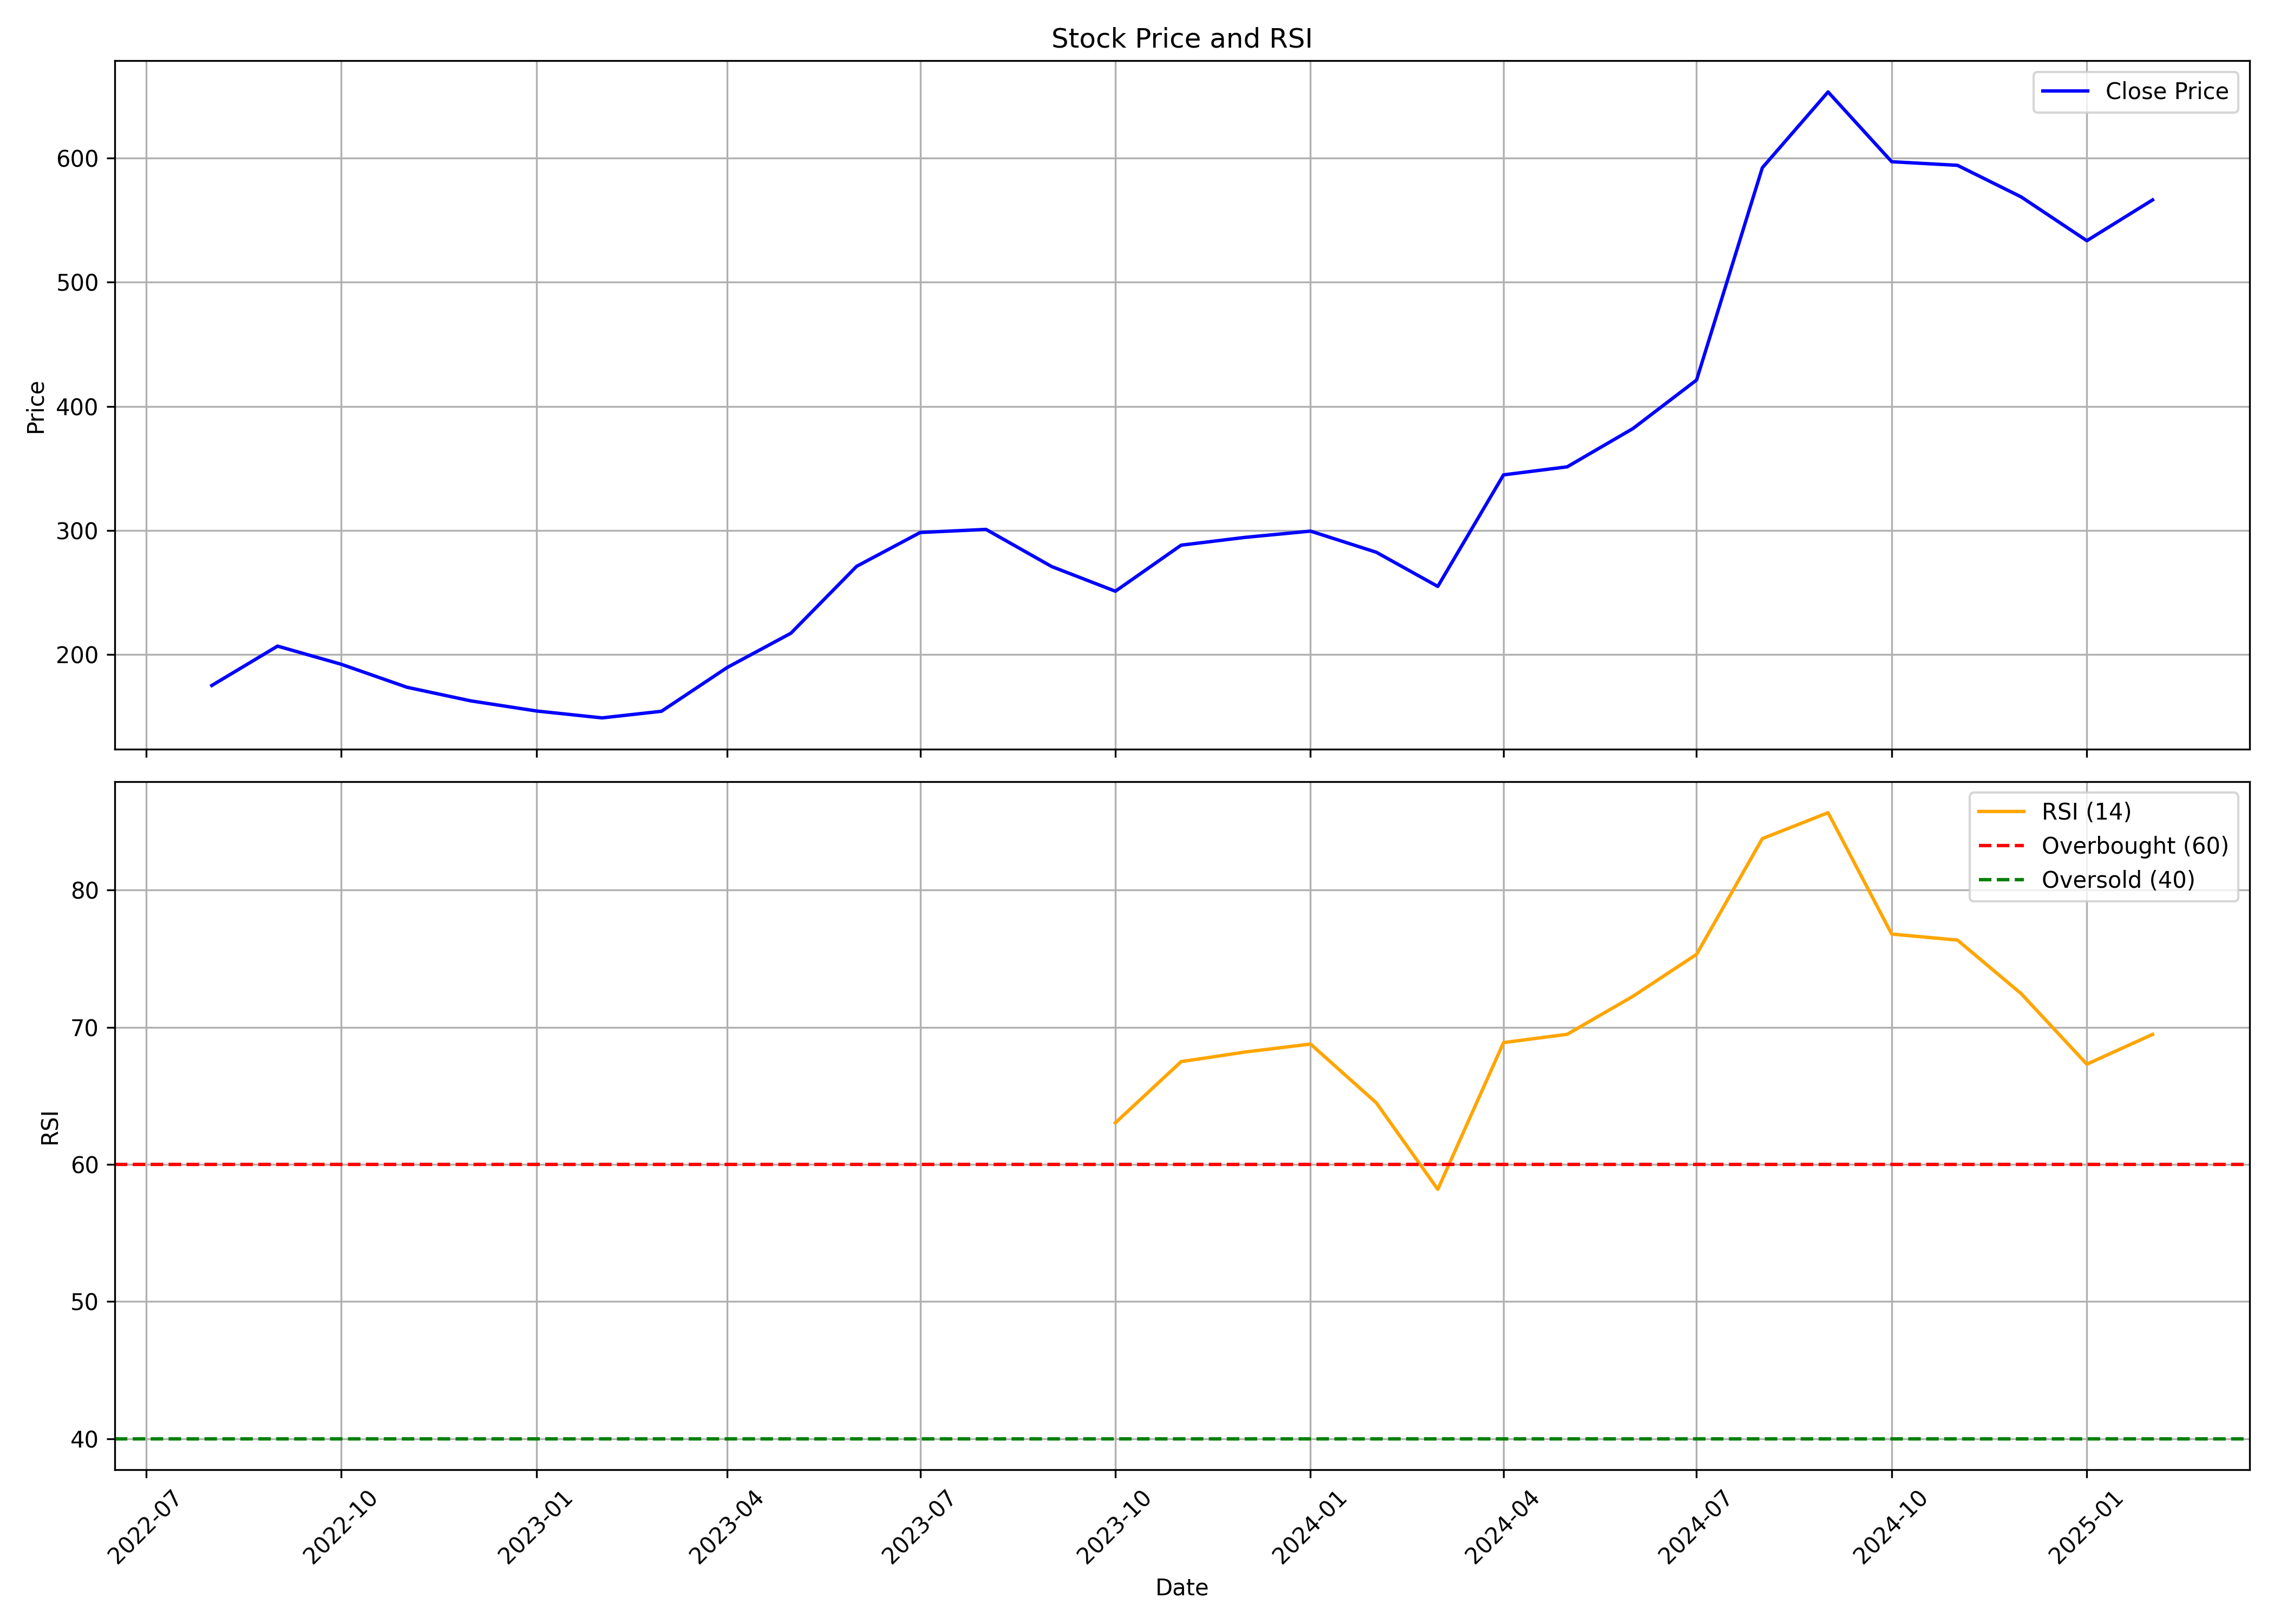 Stock Price and RSI
Close Price
600
500
400
300
200
Price
RSI (14)
Overbought (60)
Oversold (40)
80
70
60
50
40
RSI
2022-07
2022-10
2023-01
2023-04
2023-07
2023-10
2024-01
2024-04
2024-07
2024-10
2025-01
Date